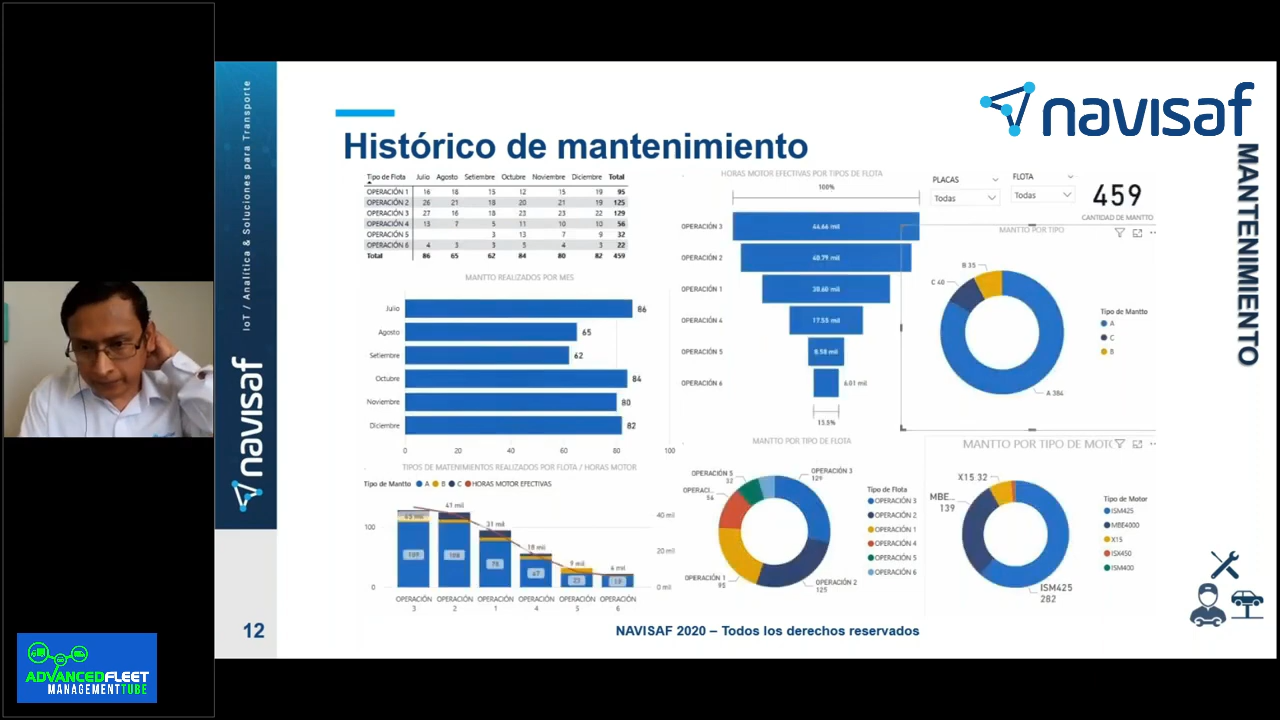 navisaf
MANTENIMIENTO
IoT / Analítica & Soluciones para Transporte
navisaf
Histórico de mantenimiento
Tipo de Flota Julio Agosto Setiembre Octubre Noviembre Diciembre Total
OPERACIÓN 1 16 18 15 12 15 19 95
OPERACIÓN 2 26 21 18 20 21 19 125
OPERACIÓN 3 27 16 18 23 23 22 129
OPERACIÓN 4 15 7 5 11 10 10 56
OPERACIÓN 5 3 13 7 9 32
OPERACIÓN 6 4 3 3 5 4 3 22
Total 86 65 62 84 80 82 459
MANTTO REALIZADOS POR MES
Julio 86
Agosto 65
Setiembre 62
Octubre 84
Noviembre 80
Diciembre 82
0 20 40 60 80 100
TIPOS DE MATENIMIENTOS REALIZADOS POR FLOTA / HORAS MOTOR
Tipo de Mantto A B C HORAS MOTOR EFECTIVAS
41 mil
31 mil
18 mil
9 mil
6 mil
100
0
40 mil
20 mil
0 mil
OPERACIÓN 3
OPERACIÓN 2
OPERACIÓN 1
OPERACIÓN 4
OPERACIÓN 5
OPERACIÓN 6
HORAS MOTOR EFECTIVAS POR TIPOS DE FLOTA
100%
OPERACIÓN 3 44.66 mil
OPERACIÓN 2 40.79 mil
OPERACIÓN 1 30.60 mil
OPERACIÓN 4 17.55 mil
OPERACIÓN 5 8.58 mil
OPERACIÓN 6 6.01 mil
13.5%
PLACAS
Todas
FLOTA
Todas
459
CANTIDAD DE MANTTO
MANTTO POR TIPO
B 35
C 40
A 384
Tipo de Mantto
A
C
B
MANTTO POR TIPO DE FLOTA
OPERACIÓN 5
32
OPERACI...
56
OPERACIÓN 1
95
OPERACIÓN 3
129
OPERACIÓN 2
125
Tipo de Flota
OPERACIÓN 3
OPERACIÓN 2
OPERACIÓN 1
OPERACIÓN 4
OPERACIÓN 5
OPERACIÓN 6
MANTTO POR TIPO DE MOTO
X15 32
MBE...
139
ISM425
282
Tipo de Motor
ISM425
MBE4000
X15
ISX450
ISM400
12
NAVISAF 2020 – Todos los derechos reservados
ADVANCEDFLEET
MANAGEMENTTUBE